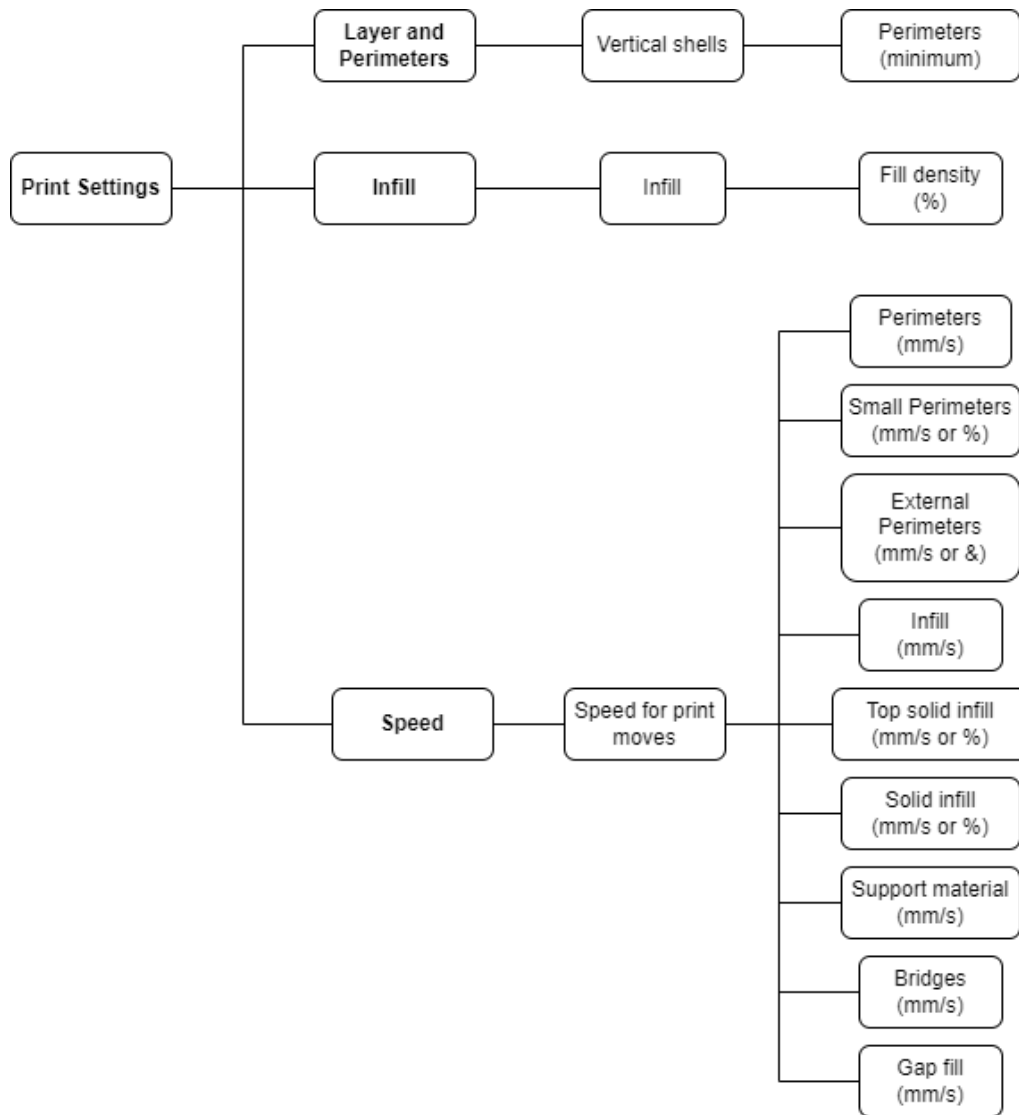 Layer and
Perimeters
Vertical shells
Perimeters
(minimum)
Print Settings
Infill
Infill
Fill density
(%)
Perimeters
(mm/s)
Small Perimeters
(mm/s or %)
External
Perimeters
(mm/s or &)
Infill
(mm/s)
Speed
Speed for print
moves
Top solid infill
(mm/s or %)
Solid infill
(mm/s or %)
Support material
(mm/s)
Bridges
(mm/s)
Gap fill
(mm/s)